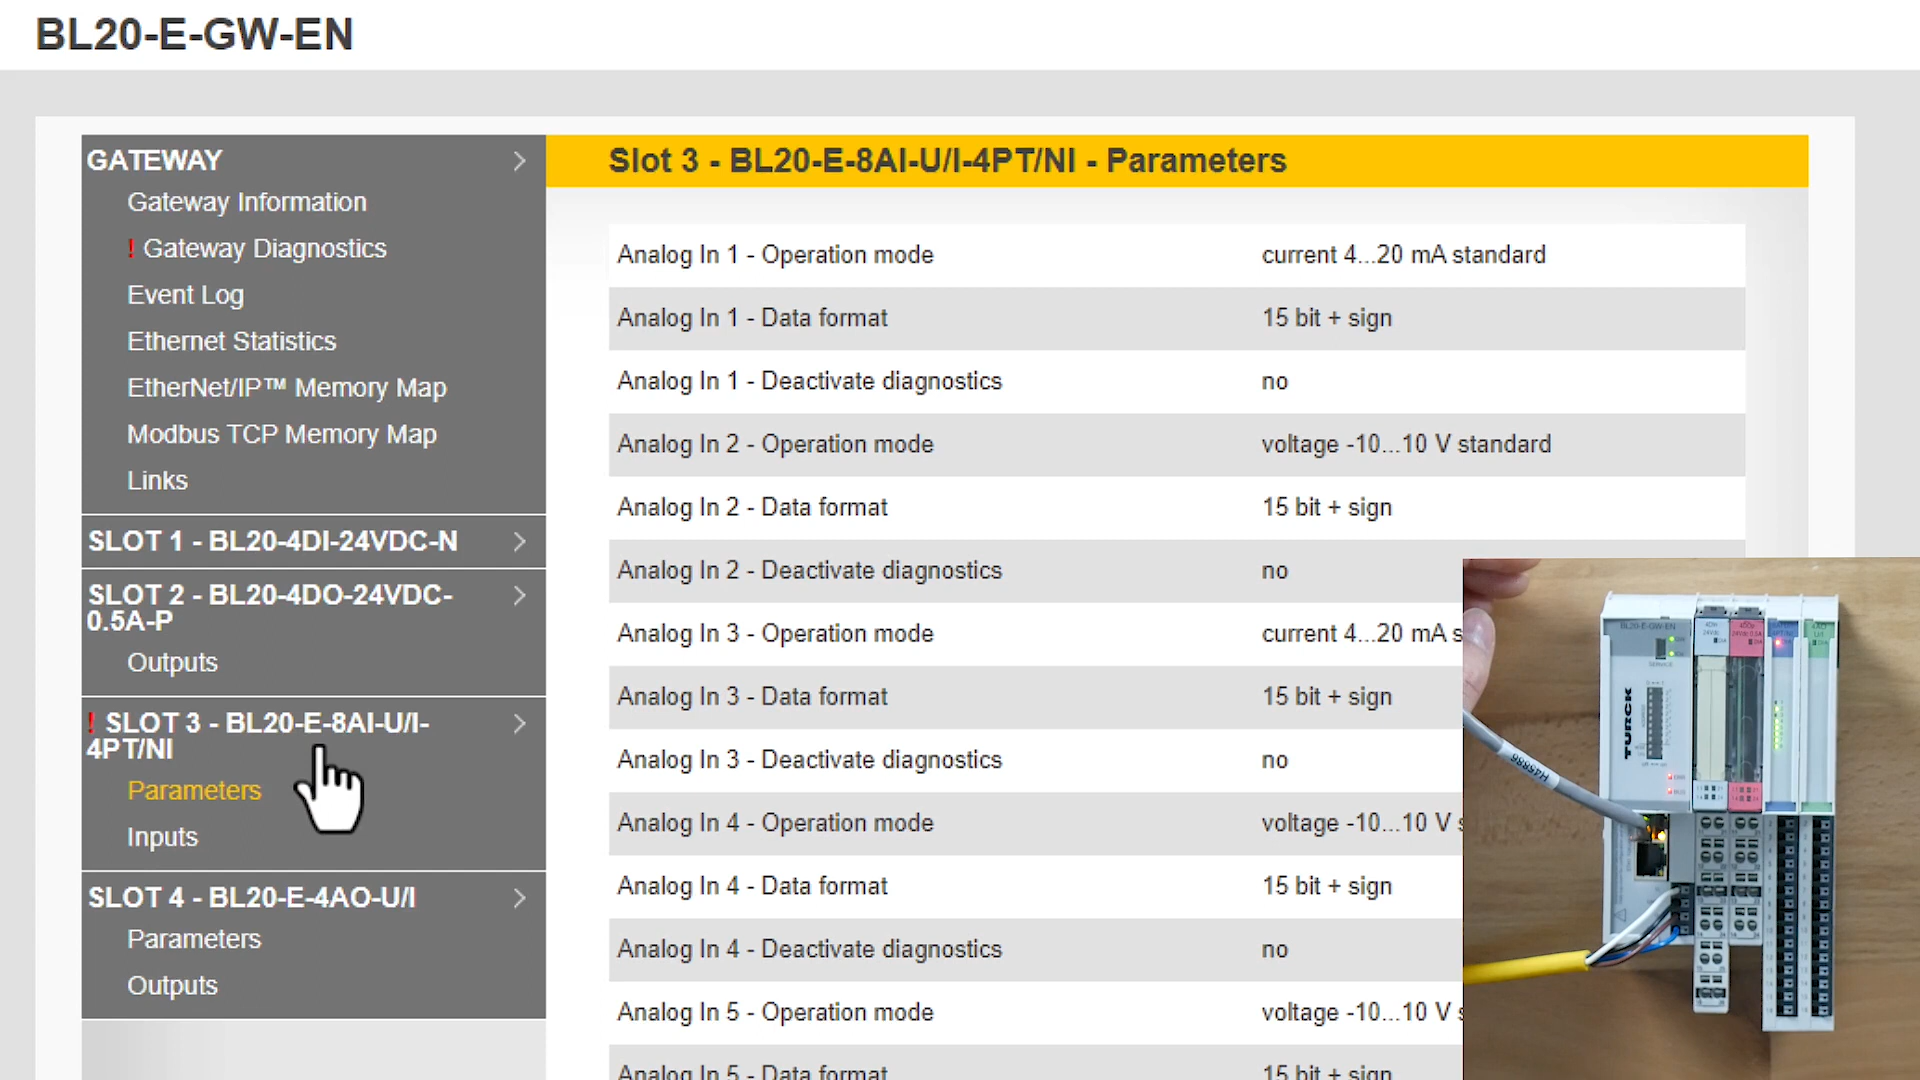 BL20-E-GW-EN
GATEWAY
Gateway Information
! Gateway Diagnostics
Event Log
Ethernet Statistics
EtherNet/IP™ Memory Map
Modbus TCP Memory Map
Links
SLOT 1 - BL20-4DI-24VDC-N
SLOT 2 - BL20-4DO-24VDC-
0.5A-P
Outputs
! SLOT 3 - BL20-E-8AI-U/I-
4PT/NI
Parameters
Inputs
SLOT 4 - BL20-E-4AO-U/I
Parameters
Outputs
Slot 3 - BL20-E-8AI-U/I-4PT/NI - Parameters
Analog In 1 - Operation mode current 4...20 mA standard
Analog In 1 - Data format 15 bit + sign
Analog In 1 - Deactivate diagnostics no
Analog In 2 - Operation mode voltage -10...10 V standard
Analog In 2 - Data format 15 bit + sign
Analog In 2 - Deactivate diagnostics no
Analog In 3 - Operation mode current 4...20 mA s
Analog In 3 - Data format 15 bit + sign
Analog In 3 - Deactivate diagnostics no
Analog In 4 - Operation mode voltage -10...10 V s
Analog In 4 - Data format 15 bit + sign
Analog In 4 - Deactivate diagnostics no
Analog In 5 - Operation mode voltage -10...10 V s
Analog In 5 - Data format 15 bit + sign
BL20-E-GW-EN
TURCK
H45886